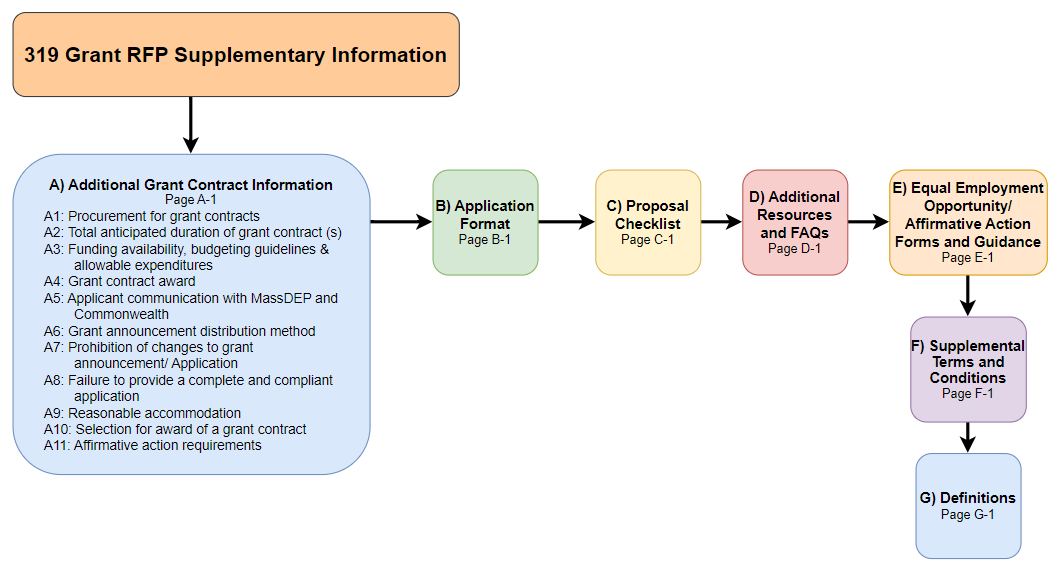 319 Grant RFP Supplementary Information
A) Additional Grant Contract Information
Page A-1
A1: Procurement for grant contracts
A2: Total anticipated duration of grant contract (s)
A3: Funding availability, budgeting guidelines &
allowable expenditures
A4: Grant contract award
A5: Applicant communication with MassDEP and
Commonwealth
A6: Grant announcement distribution method
A7: Prohibition of changes to grant
announcement/ Application
A8: Failure to provide a complete and compliant
application
A9: Reasonable accommodation
A10: Selection for award of a grant contract
A11: Affirmative action requirements
B) Application
Format
Page B-1
C) Proposal
Checklist
Page C-1
D) Additional
Resources
and FAQs
Page D-1
E) Equal Employment
Opportunity/
Affirmative Action
Forms and Guidance
Page E-1
F) Supplemental
Terms and
Conditions
Page F-1
G) Definitions
Page G-1